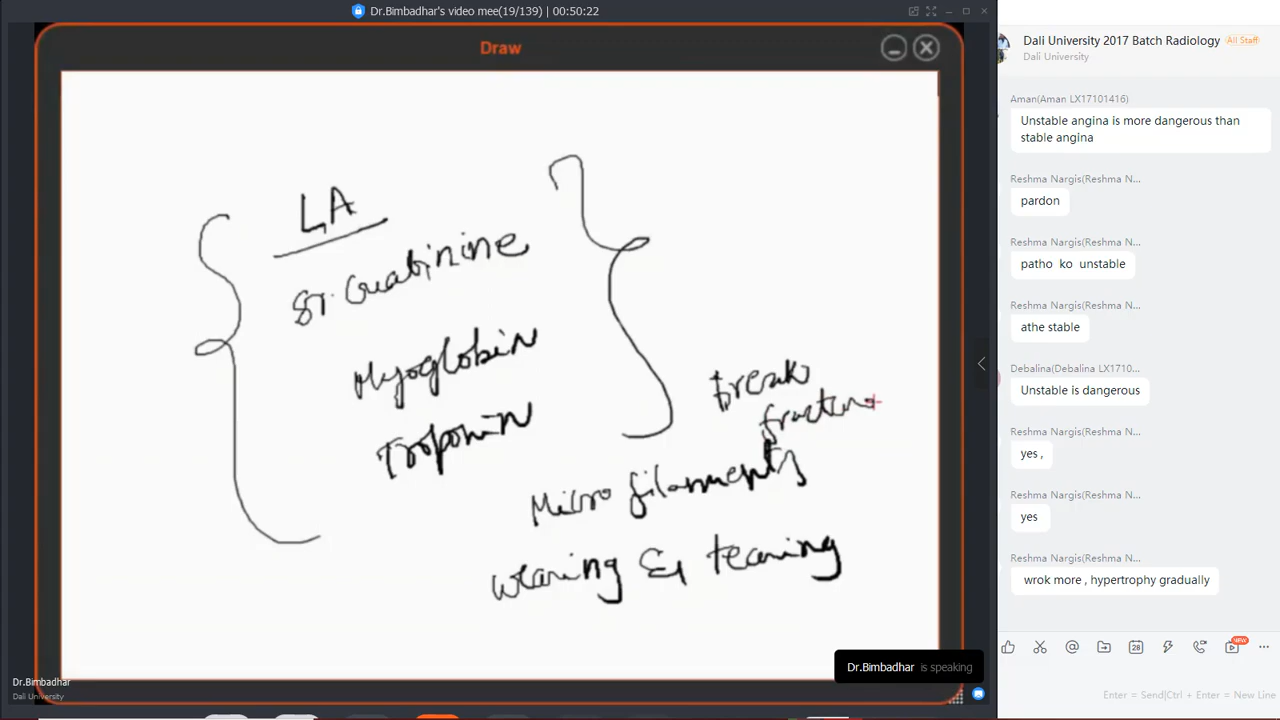 Dr.Bimbadhar's video mee(19/139) | 00:50:22
Draw
LA
Sr. Creatinine
Myoglobin
Troponin
break
fracture
Micro filaments
wearing & tearing
Dr.Bimbadhar is speaking
Dr.Bimbadhar
Dali University
Dali University 2017 Batch Radiology All Staff
Dali University
Aman(Aman LX17101416)
Unstable angina is more dangerous than
stable angina
Reshma Nargis(Reshma N...
pardon
Reshma Nargis(Reshma N...
patho ko unstable
Reshma Nargis(Reshma N...
athe stable
Debalina(Debalina LX1710...
Unstable is dangerous
Reshma Nargis(Reshma N...
yes ,
Reshma Nargis(Reshma N...
yes
Reshma Nargis(Reshma N...
wrok more , hypertrophy gradually
28
NEW
Enter = Send|Ctrl + Enter = New Line